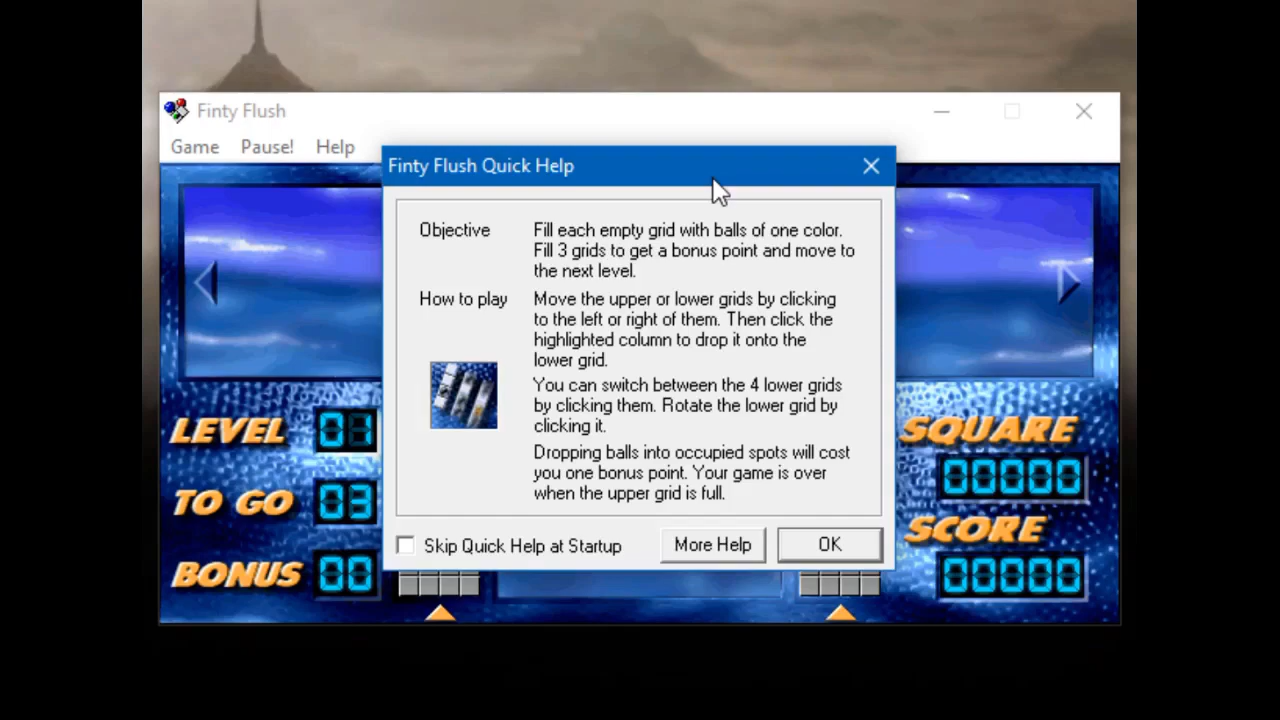 Finty Flush
Game Pause! Help
Finty Flush Quick Help
Objective
Fill each empty grid with balls of one color.
Fill 3 grids to get a bonus point and move to
the next level.
How to play
Move the upper or lower grids by clicking
to the left or right of them. Then click the
highlighted column to drop it onto the
lower grid.
You can switch between the 4 lower grids
by clicking them. Rotate the lower grid by
clicking it.
Dropping balls into occupied spots will cost
you one bonus point. Your game is over
when the upper grid is full.
Skip Quick Help at Startup
More Help
OK
LEVEL 01
TO GO 03
BONUS 00
SQUARE
00000
SCORE
00000